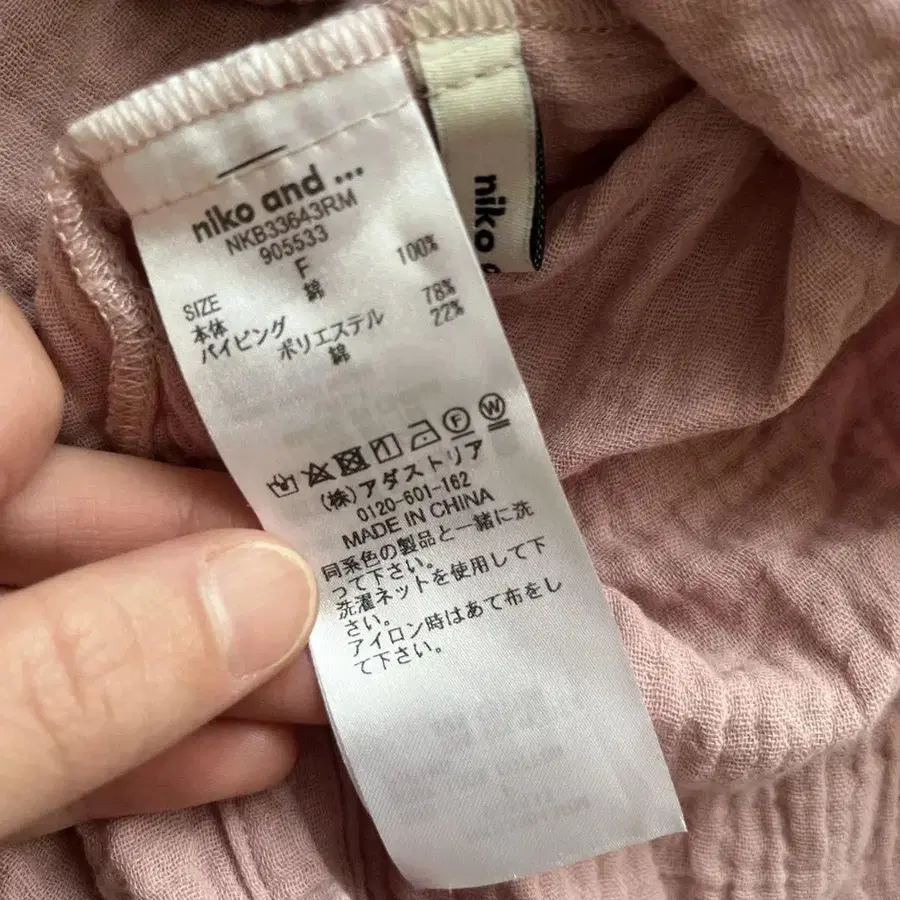 niko and ...
NKB33643RM
905533
SIZE F
本体 綿 100%
パイピング ポリエステル 78%
綿 22%
F W
(株)アダストリア
0120-601-162
MADE IN CHINA
同系色の製品と一緒に洗
って下さい。
洗濯ネットを使用して下
さい。
アイロン時はあて布をし
て下さい。
niko